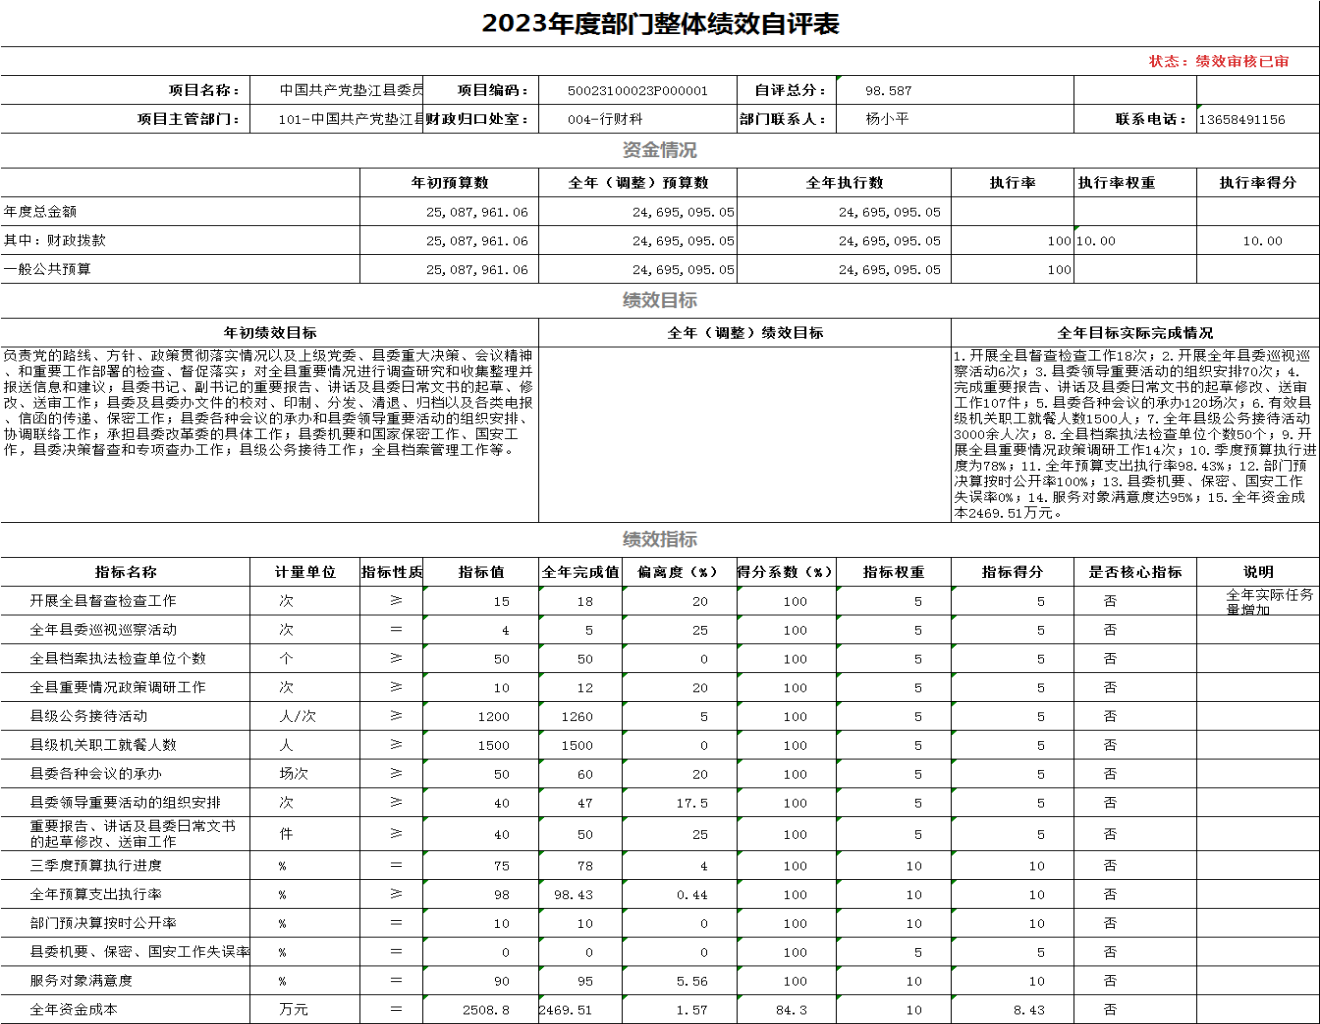 2023年度部门整体绩效自评表
状态：绩效审核已审
项目名称： 中国共产党垫江县委员 项目编码： 50023100023P000001 自评总分： 98.587
项目主管部门： 101-中国共产党垫江县 财政归口处室： 004-行财科 部门联系人： 杨小平 联系电话： 13658491156
资金情况
年初预算数 全年（调整）预算数 全年执行数 执行率 执行率权重 执行率得分
年度总金额 25,087,961.06 24,695,095.05 24,695,095.05
其中：财政拨款 25,087,961.06 24,695,095.05 24,695,095.05 100 10.00 10.00
一般公共预算 25,087,961.06 24,695,095.05 24,695,095.05 100
绩效目标
年初绩效目标 全年（调整）绩效目标 全年目标实际完成情况
负责党的路线、方针、政策贯彻落实情况以及上级党委、县委重大决策、会议精神
、和重要工作部署的检查、督促落实；对全县重要情况进行调查研究和收集整理并
报送信息和建议；县委书记、副书记的重要报告、讲话及县委日常文书的起草、修
改、送审工作；县委及县委办文件的校对、印制、分发、清退、归档以及各类电报
、信函的传递、保密工作；县委各种会议的承办和县委领导重要活动的组织安排、
协调联络工作；承担县委改革委的具体工作；县委机要和国家保密工作、国安工
作，县委决策督查和专项查办工作；县级公务接待工作；全县档案管理工作等。
1.开展全县督查检查工作18次；2.开展全年县委巡视巡
察活动6次；3.县委领导重要活动的组织安排70次；4.
完成重要报告、讲话及县委日常文书的起草修改、送审
工作107件；5.县委各种会议的承办120场次；6.有效县
级机关职工就餐人数1500人；7.全年县级公务接待活动
3000余人次；8.全县档案执法检查单位个数50个；9.开
展全县重要情况政策调研工作14次；10.季度预算执行进
度为78%；11.全年预算支出执行率98.43%；12.部门预
决算按时公开率100%；13.县委机要、保密、国安工作
失误率0%；14.服务对象满意度达95%；15.全年资金成
本2469.51万元。
绩效指标
指标名称 计量单位 指标性质 指标值 全年完成值 偏离度（%） 得分系数（%） 指标权重 指标得分 是否核心指标 说明
开展全县督查检查工作 次 ≥ 15 18 20 100 5 5 否 全年实际任务
量增加
全年县委巡视巡察活动 次 ＝ 4 5 25 100 5 5 否
全县档案执法检查单位个数 个 ≥ 50 50 0 100 5 5 否
全县重要情况政策调研工作 次 ≥ 10 12 20 100 5 5 否
县级公务接待活动 人/次 ≥ 1200 1260 5 100 5 5 否
县级机关职工就餐人数 人 ≥ 1500 1500 0 100 5 5 否
县委各种会议的承办 场次 ≥ 50 60 20 100 5 5 否
县委领导重要活动的组织安排 次 ≥ 40 47 17.5 100 5 5 否
重要报告、讲话及县委日常文书
的起草修改、送审工作 件 ≥ 40 50 25 100 5 5 否
三季度预算执行进度 % ＝ 75 78 4 100 10 10 否
全年预算支出执行率 % ≥ 98 98.43 0.44 100 10 10 否
部门预决算按时公开率 % ＝ 10 10 0 100 10 10 否
县委机要、保密、国安工作失误率 % ＝ 0 0 0 100 5 5 否
服务对象满意度 % ＝ 90 95 5.56 100 10 10 否
全年资金成本 万元 ＝ 2508.8 2469.51 1.57 84.3 10 8.43 否